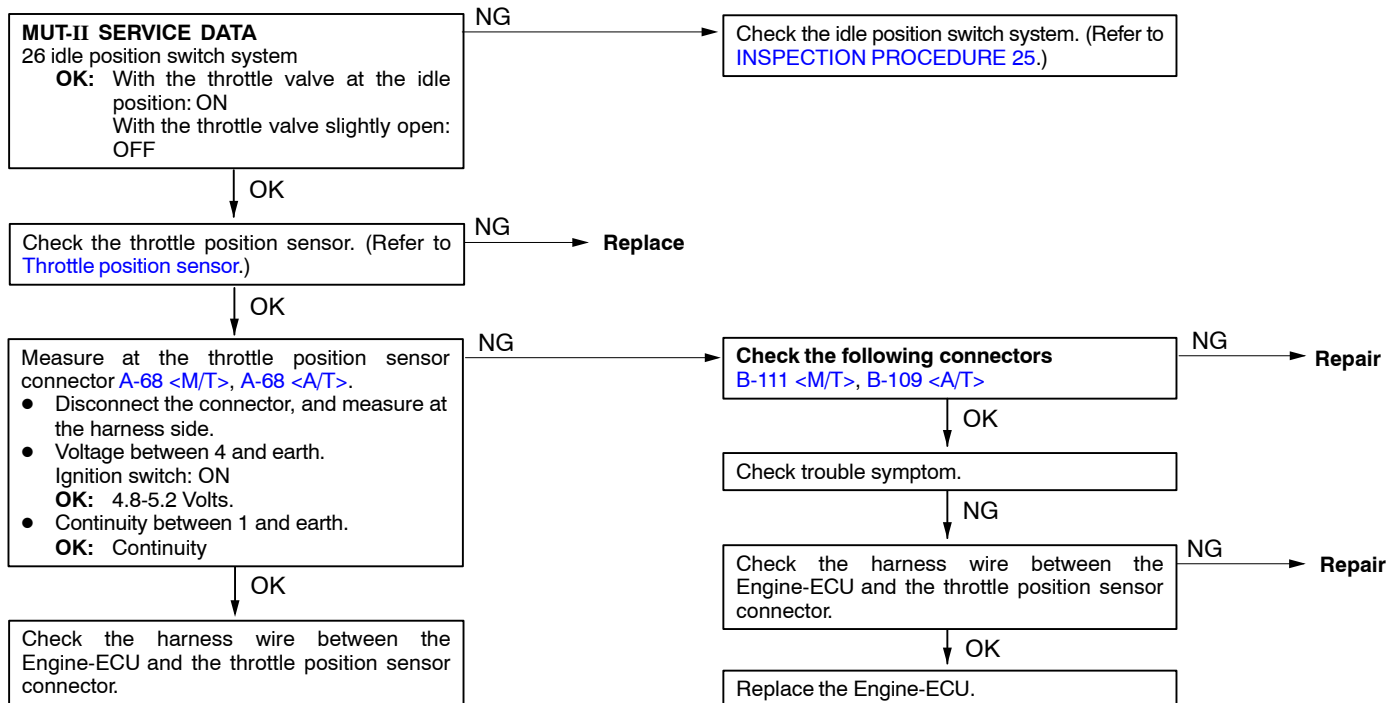 MUT-II SERVICE DATA
26 idle position switch system
OK: With the throttle valve at the idle
position: ON
With the throttle valve slightly open:
OFF
NG
Check the idle position switch system. (Refer to
INSPECTION PROCEDURE 25.)
OK
Check the throttle position sensor. (Refer to
Throttle position sensor.)
NG
Replace
OK
Measure at the throttle position sensor
connector A-68 <M/T>, A-68 <A/T>.
● Disconnect the connector, and measure at
the harness side.
● Voltage between 4 and earth.
Ignition switch: ON
OK: 4.8-5.2 Volts.
● Continuity between 1 and earth.
OK: Continuity
NG
Check the following connectors
B-111 <M/T>, B-109 <A/T>
NG
Repair
OK
Check trouble symptom.
NG
Check the harness wire between the
Engine-ECU and the throttle position sensor
connector.
NG
Repair
OK
Replace the Engine-ECU.
OK
Check the harness wire between the
Engine-ECU and the throttle position sensor
connector.